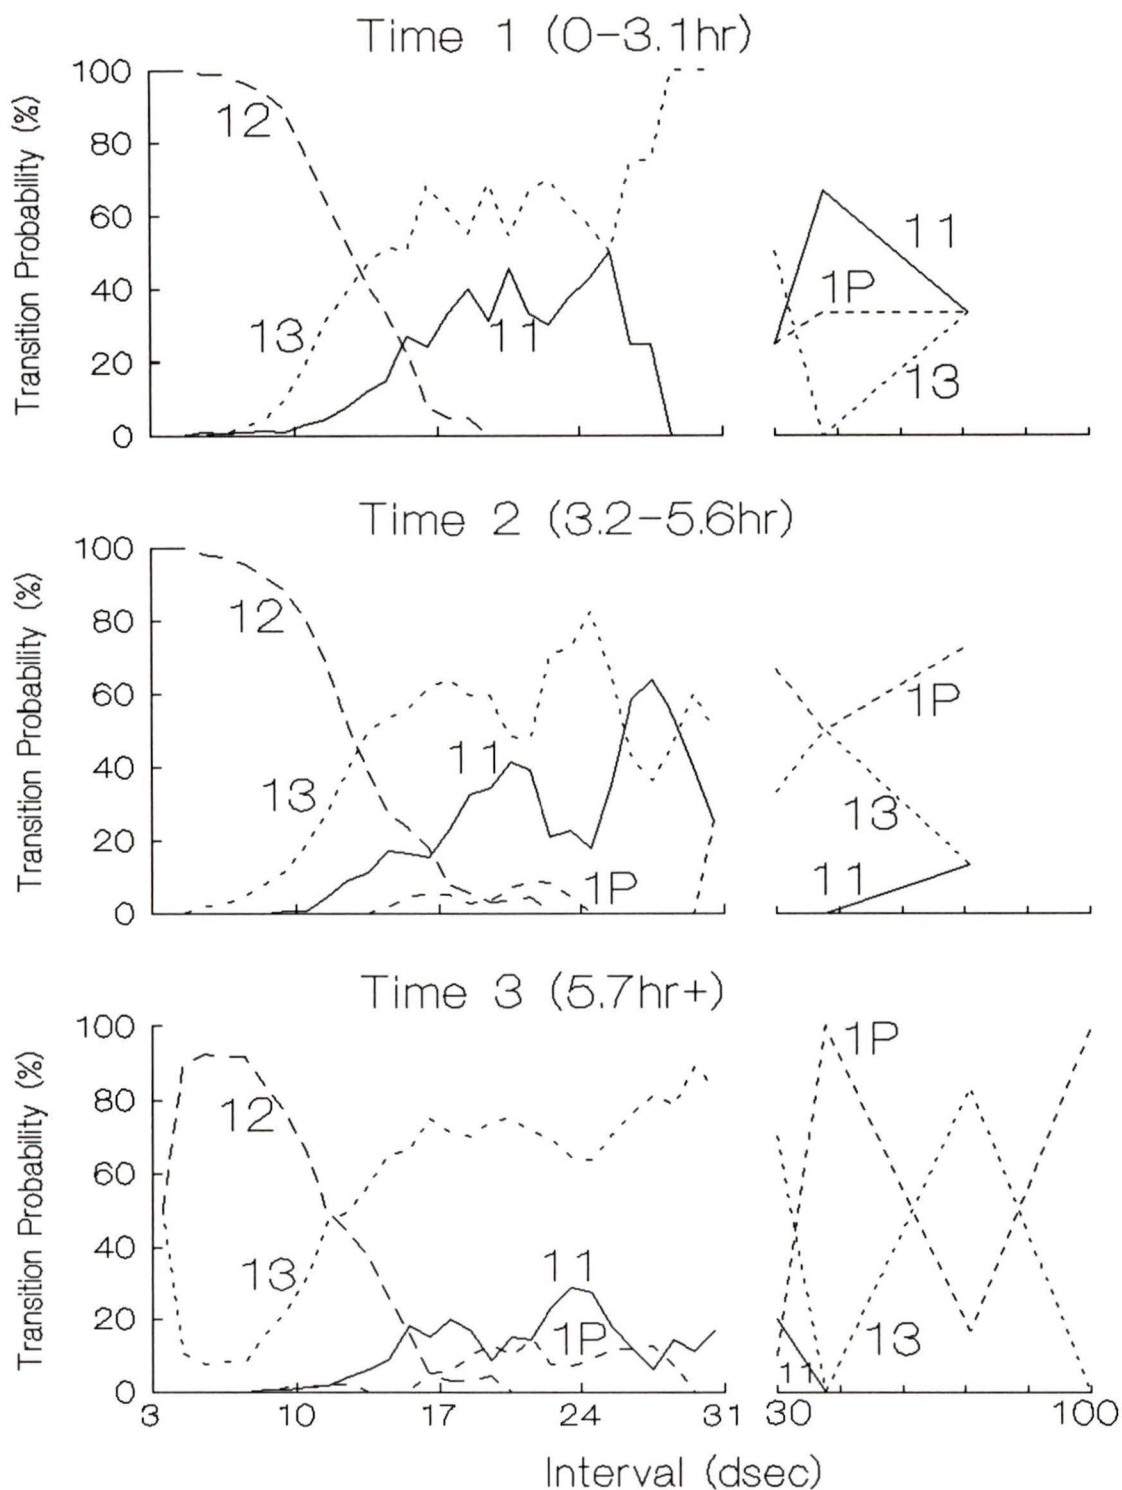 Time 1 (0-3.1hr)
Transition Probability (%)
100
80
60
40
20
0
12
13
11
11
1P
13
Time 2 (3.2-5.6hr)
Transition Probability (%)
100
80
60
40
20
0
12
13
11
1P
1P
13
11
Time 3 (5.7hr+)
Transition Probability (%)
100
80
60
40
20
0
12
13
11
1P
1P
13
11
3 10 17 24 31 30 100
Interval (dsec)